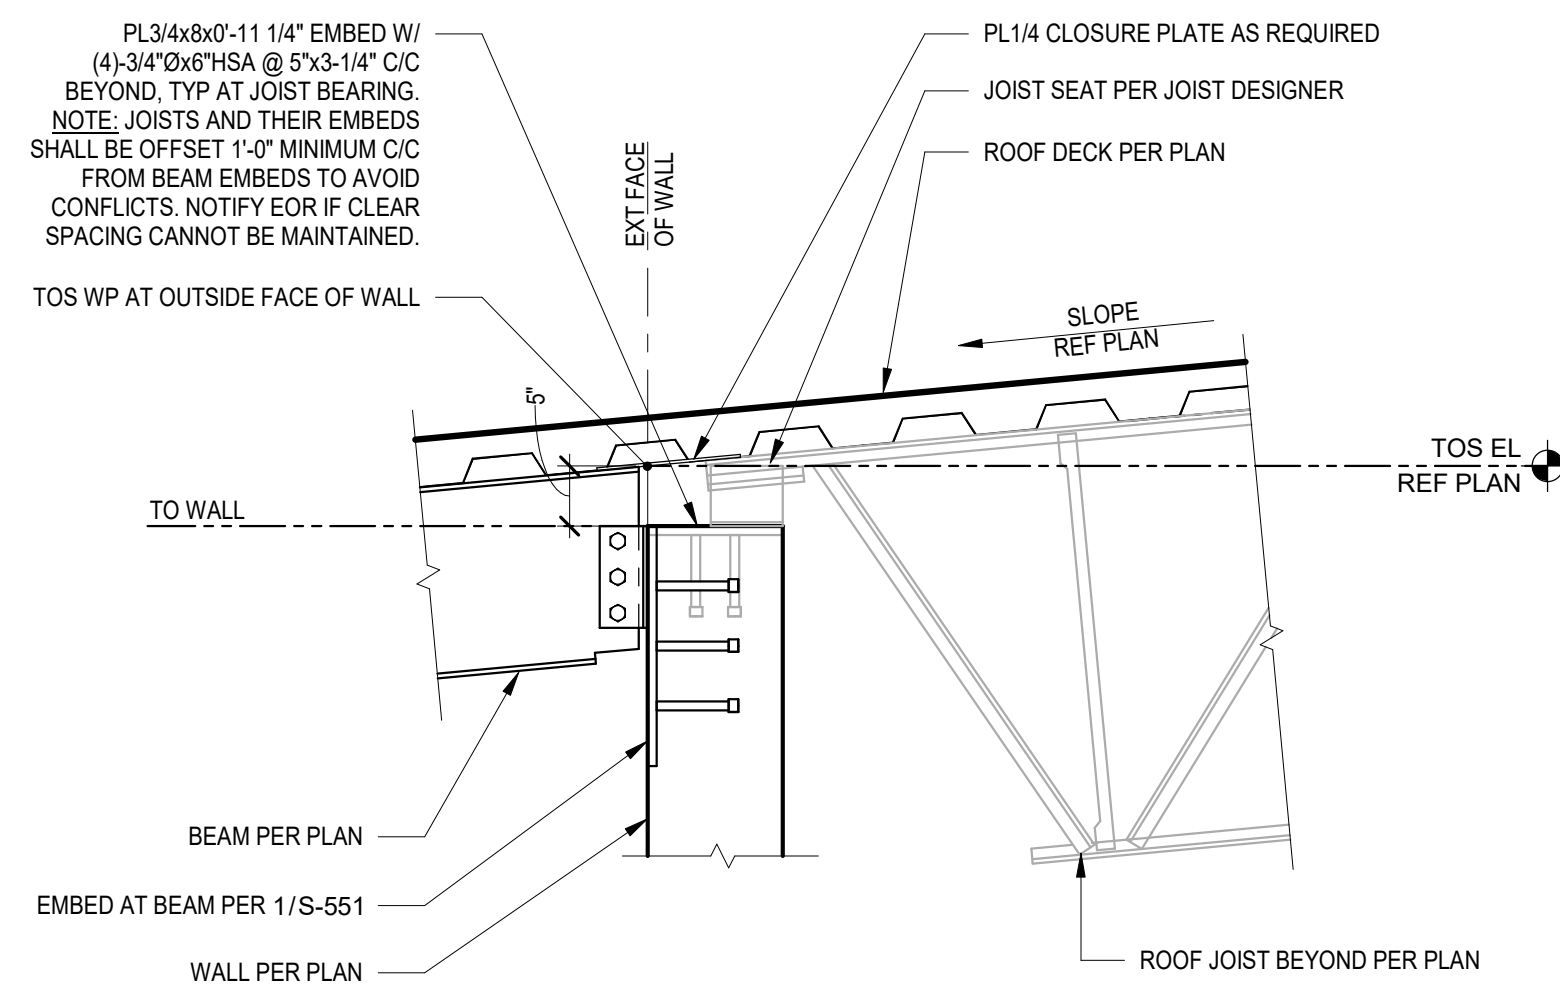 PL3/4x8x0'-11 1/4" EMBED W/
(4)-3/4"Øx6"HSA @ 5"x3-1/4" C/C
BEYOND, TYP AT JOIST BEARING.
NOTE: JOISTS AND THEIR EMBEDS
SHALL BE OFFSET 1'-0" MINIMUM C/C
FROM BEAM EMBEDS TO AVOID
CONFLICTS. NOTIFY EOR IF CLEAR
SPACING CANNOT BE MAINTAINED.
TOS WP AT OUTSIDE FACE OF WALL
EXT FACE
OF WALL
PL1/4 CLOSURE PLATE AS REQUIRED
JOIST SEAT PER JOIST DESIGNER
ROOF DECK PER PLAN
SLOPE
REF PLAN
5"
TOS EL
REF PLAN
TO WALL
BEAM PER PLAN
EMBED AT BEAM PER 1/S-551
WALL PER PLAN
ROOF JOIST BEYOND PER PLAN